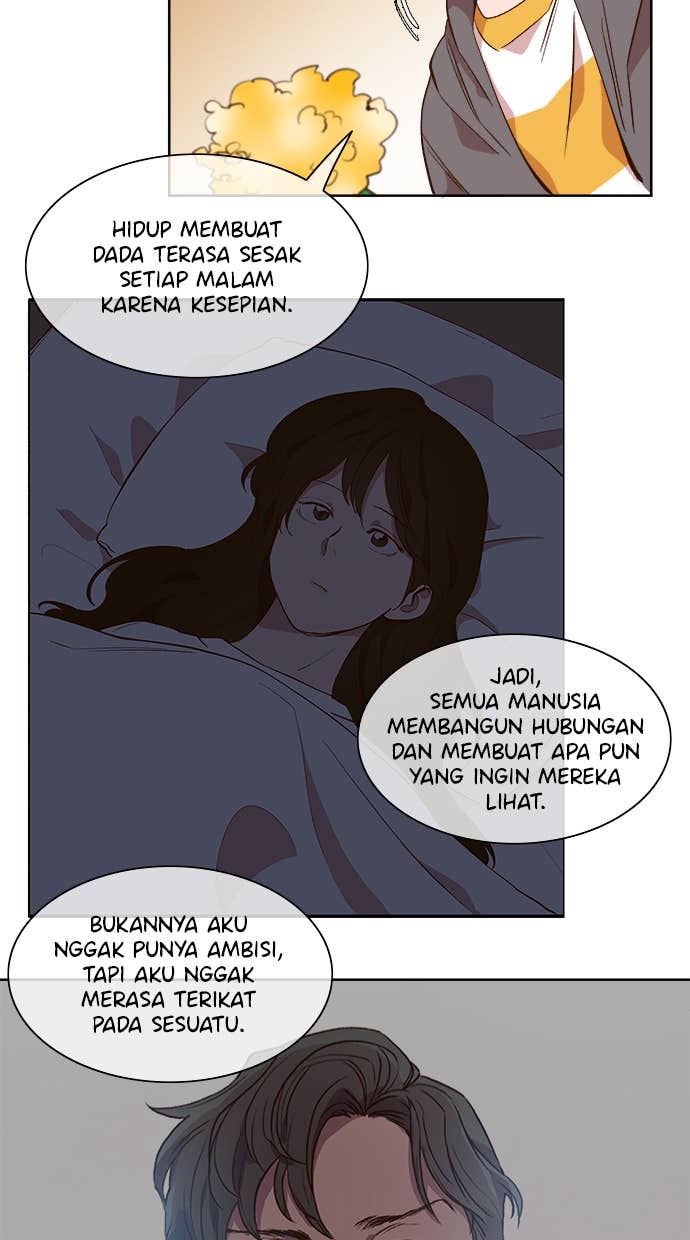 HIDUP MEMBUAT
DADA TERASA SESAK
SETIAP MALAM
KARENA KESEPIAN.
JADI,
SEMUA MANUSIA
MEMBANGUN HUBUNGAN
DAN MEMBUAT APA PUN
YANG INGIN MEREKA
LIHAT.
BUKANNYA AKU
NGGAK PUNYA AMBISI,
TAPI AKU NGGAK
MERASA TERIKAT
PADA SESUATU.